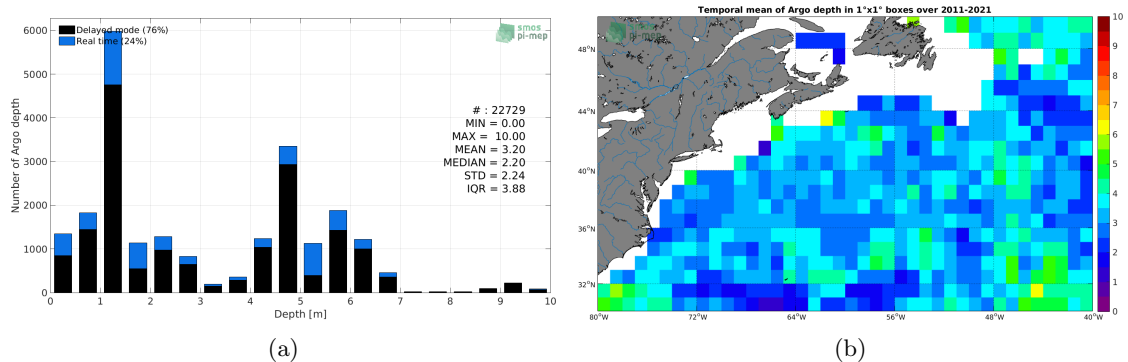 Delayed mode (76%)
Real time (24%)
smos
pi-mep
# : 22729
MIN = 0.00
MAX = 10.00
MEAN = 3.20
MEDIAN = 2.20
STD = 2.24
IQR = 3.88
Number of Argo depth
6000
5000
4000
3000
2000
1000
0
0 1 2 3 4 5 6 7 8 9 10
Depth [m]
(a)
Temporal mean of Argo depth in 1°x1° boxes over 2011-2021
smos
pi-mep
48°N
44°N
40°N
36°N
32°N
80°W 72°W 64°W 56°W 48°W 40°W
10
9
8
7
6
5
4
3
2
1
0
(b)